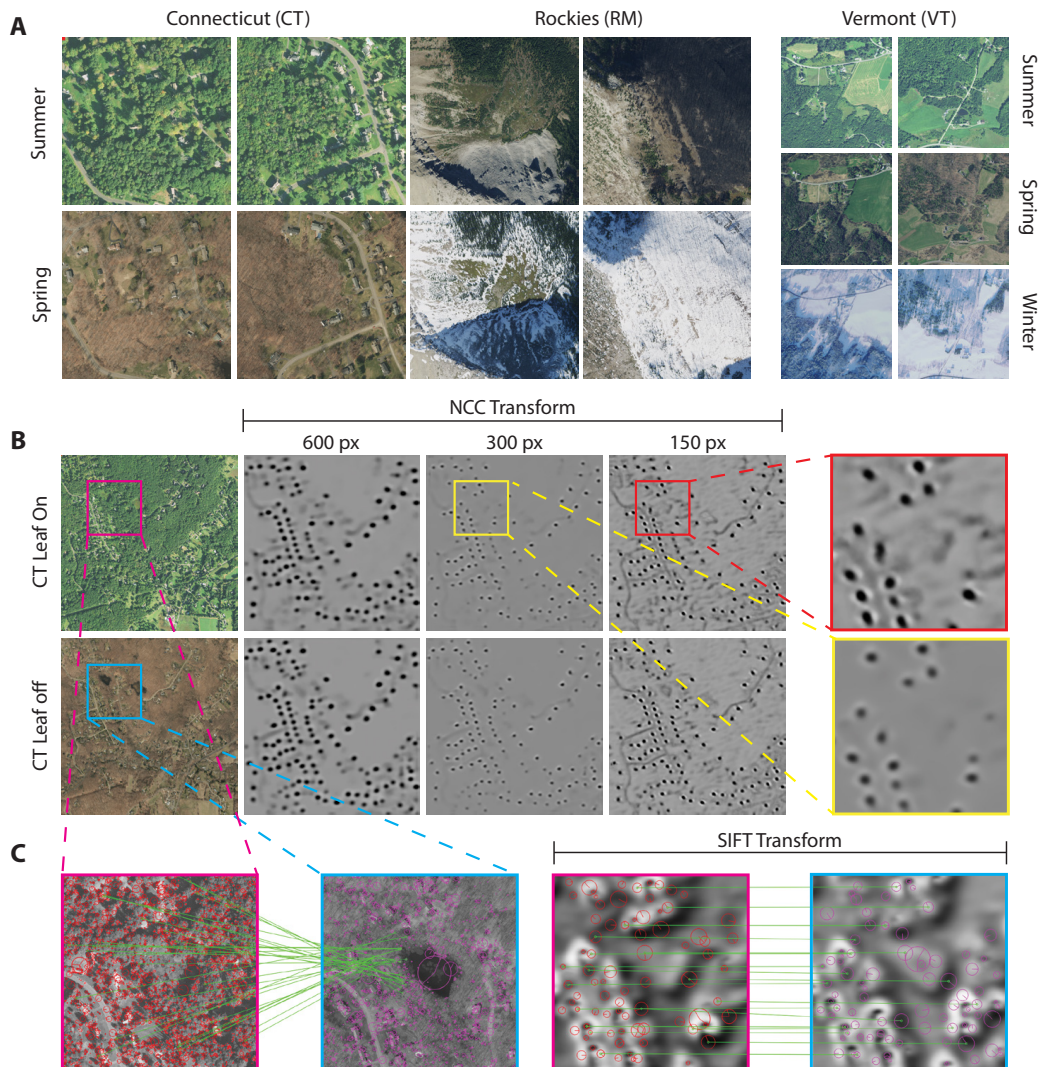 A
Connecticut (CT)
Rockies (RM)
Vermont (VT)
Summer
Spring
Summer
Spring
Winter
B
NCC Transform
600 px
300 px
150 px
CT Leaf On
CT Leaf off
C
SIFT Transform